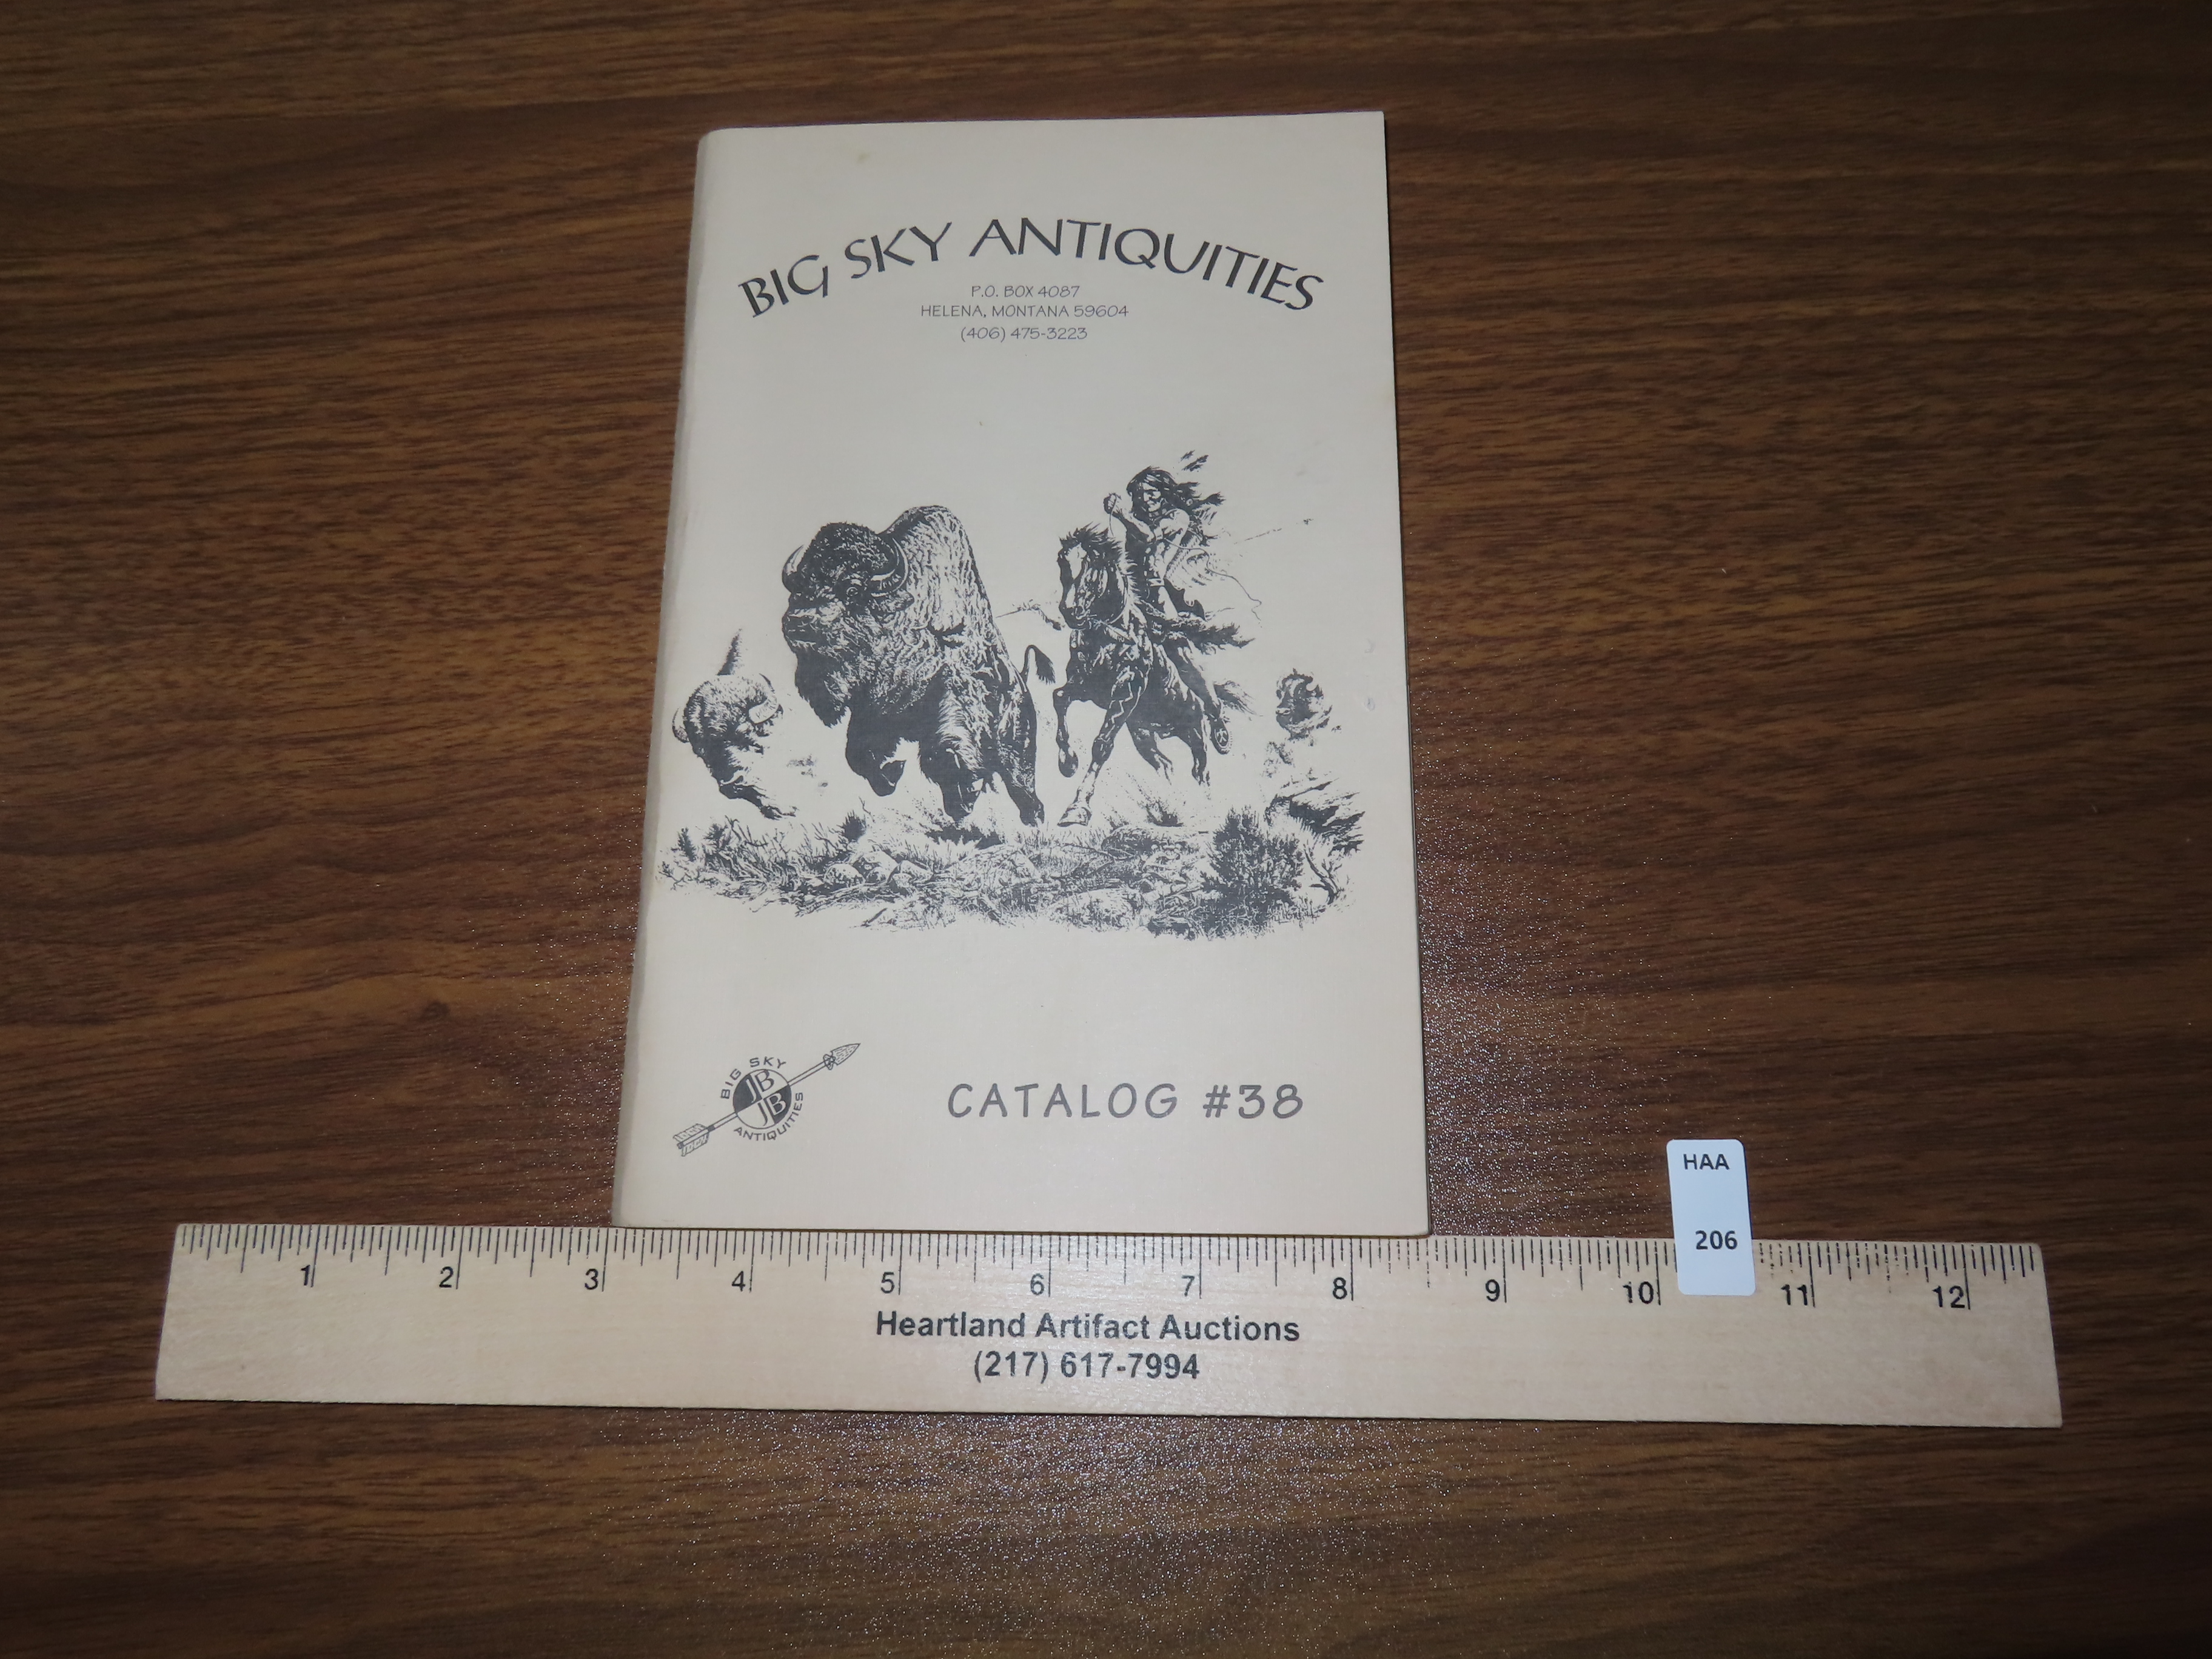 BIG SKY ANTIQUITIES
P.O. BOX 4087
HELENA, MONTANA 59604
(406) 475-3223
BIG SKY
JB
JB
ANTIQUITIES
CATALOG #38
HAA
206
1 2 3 4 5 6 7 8 9 10 11 12
Heartland Artifact Auctions
(217) 617-7994